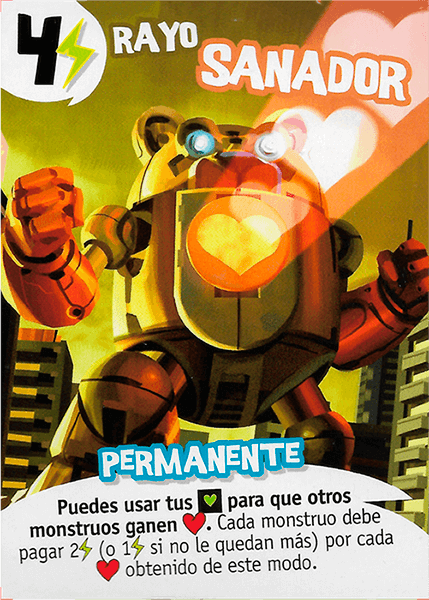 4⚡
RAYO
SANADOR
PERMANENTE
Puedes usar tus 💚 para que otros
monstruos ganen ❤️. Cada monstruo debe
pagar 2⚡ (o 1⚡ si no le quedan más) por cada
❤️ obtenido de este modo.